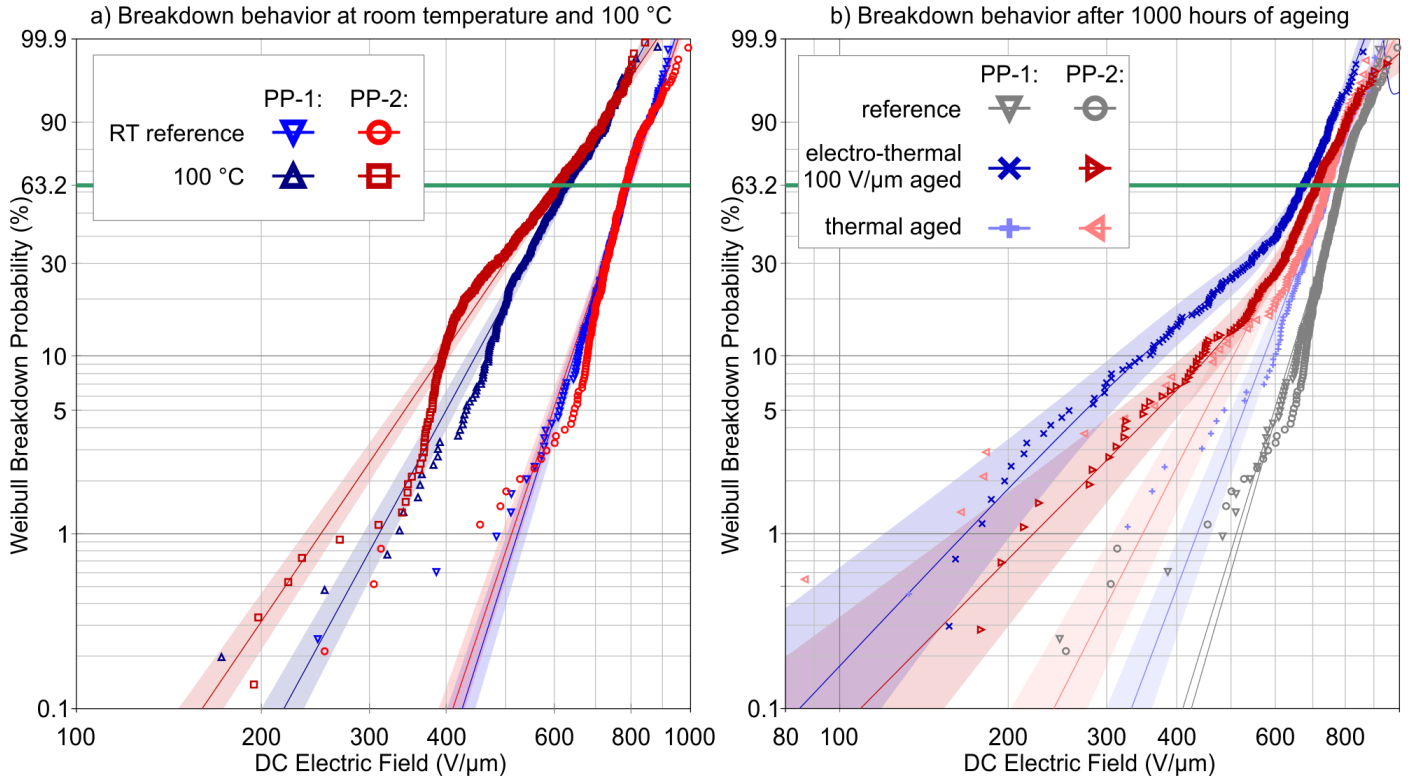 a) Breakdown behavior at room temperature and 100 °C
99.9
90
63.2
30
10
5
1
0.1
Weibull Breakdown Probability (%)
PP-1: PP-2:
RT reference
100 °C
100 200 300 400 600 800 1000
DC Electric Field (V/μm)
b) Breakdown behavior after 1000 hours of ageing
99.9
90
63.2
30
10
5
1
0.1
Weibull Breakdown Probability (%)
PP-1: PP-2:
reference
electro-thermal
100 V/μm aged
thermal aged
80 100 200 300 400 600 800
DC Electric Field (V/μm)